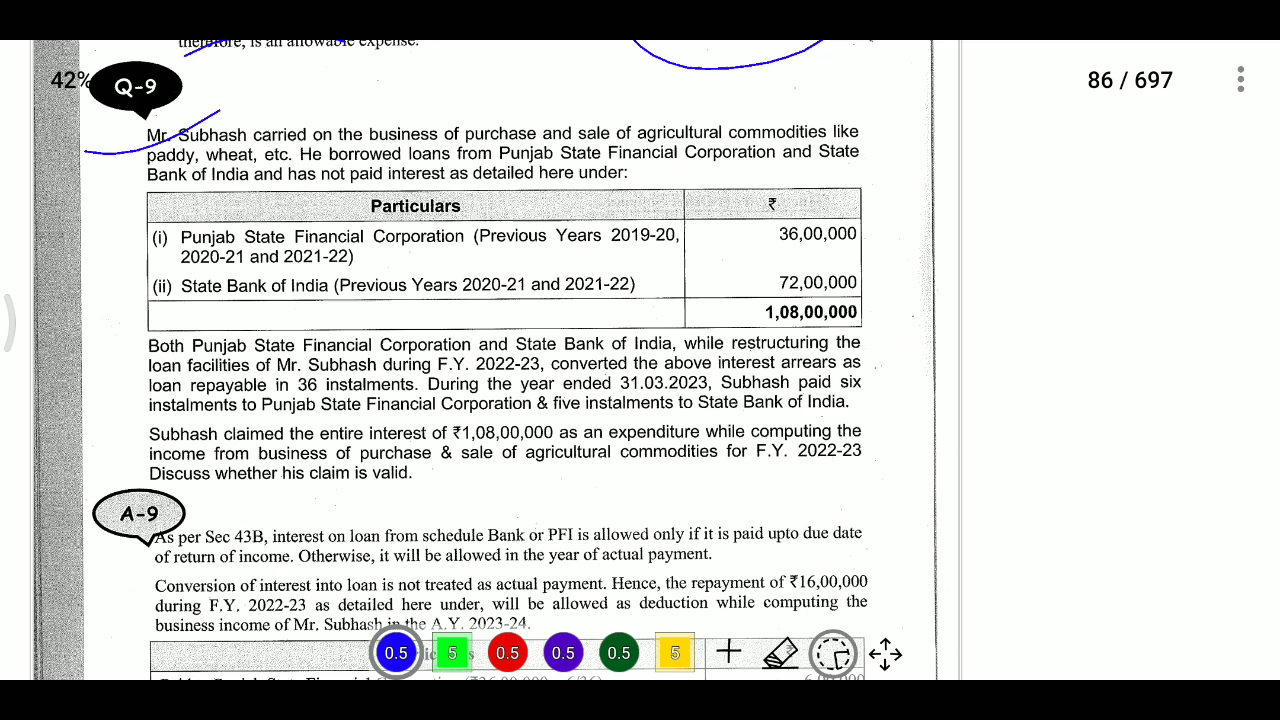 therefore, is an allowable expense.
42%
86 / 697
Q-9
Mr. Subhash carried on the business of purchase and sale of agricultural commodities like
paddy, wheat, etc. He borrowed loans from Punjab State Financial Corporation and State
Bank of India and has not paid interest as detailed here under:
Particulars ₹
(i) Punjab State Financial Corporation (Previous Years 2019-20, 36,00,000
2020-21 and 2021-22)
(ii) State Bank of India (Previous Years 2020-21 and 2021-22) 72,00,000
1,08,00,000
Both Punjab State Financial Corporation and State Bank of India, while restructuring the
loan facilities of Mr. Subhash during F.Y. 2022-23, converted the above interest arrears as
loan repayable in 36 instalments. During the year ended 31.03.2023, Subhash paid six
instalments to Punjab State Financial Corporation & five instalments to State Bank of India.
Subhash claimed the entire interest of ₹1,08,00,000 as an expenditure while computing the
income from business of purchase & sale of agricultural commodities for F.Y. 2022-23
Discuss whether his claim is valid.
A-9
As per Sec 43B, interest on loan from schedule Bank or PFI is allowed only if it is paid upto due date
of return of income. Otherwise, it will be allowed in the year of actual payment.
Conversion of interest into loan is not treated as actual payment. Hence, the repayment of ₹16,00,000
during F.Y. 2022-23 as detailed here under, will be allowed as deduction while computing the
business income of Mr. Subhash in the A.Y. 2023-24.
0.5 5 0.5 0.5 0.5 5